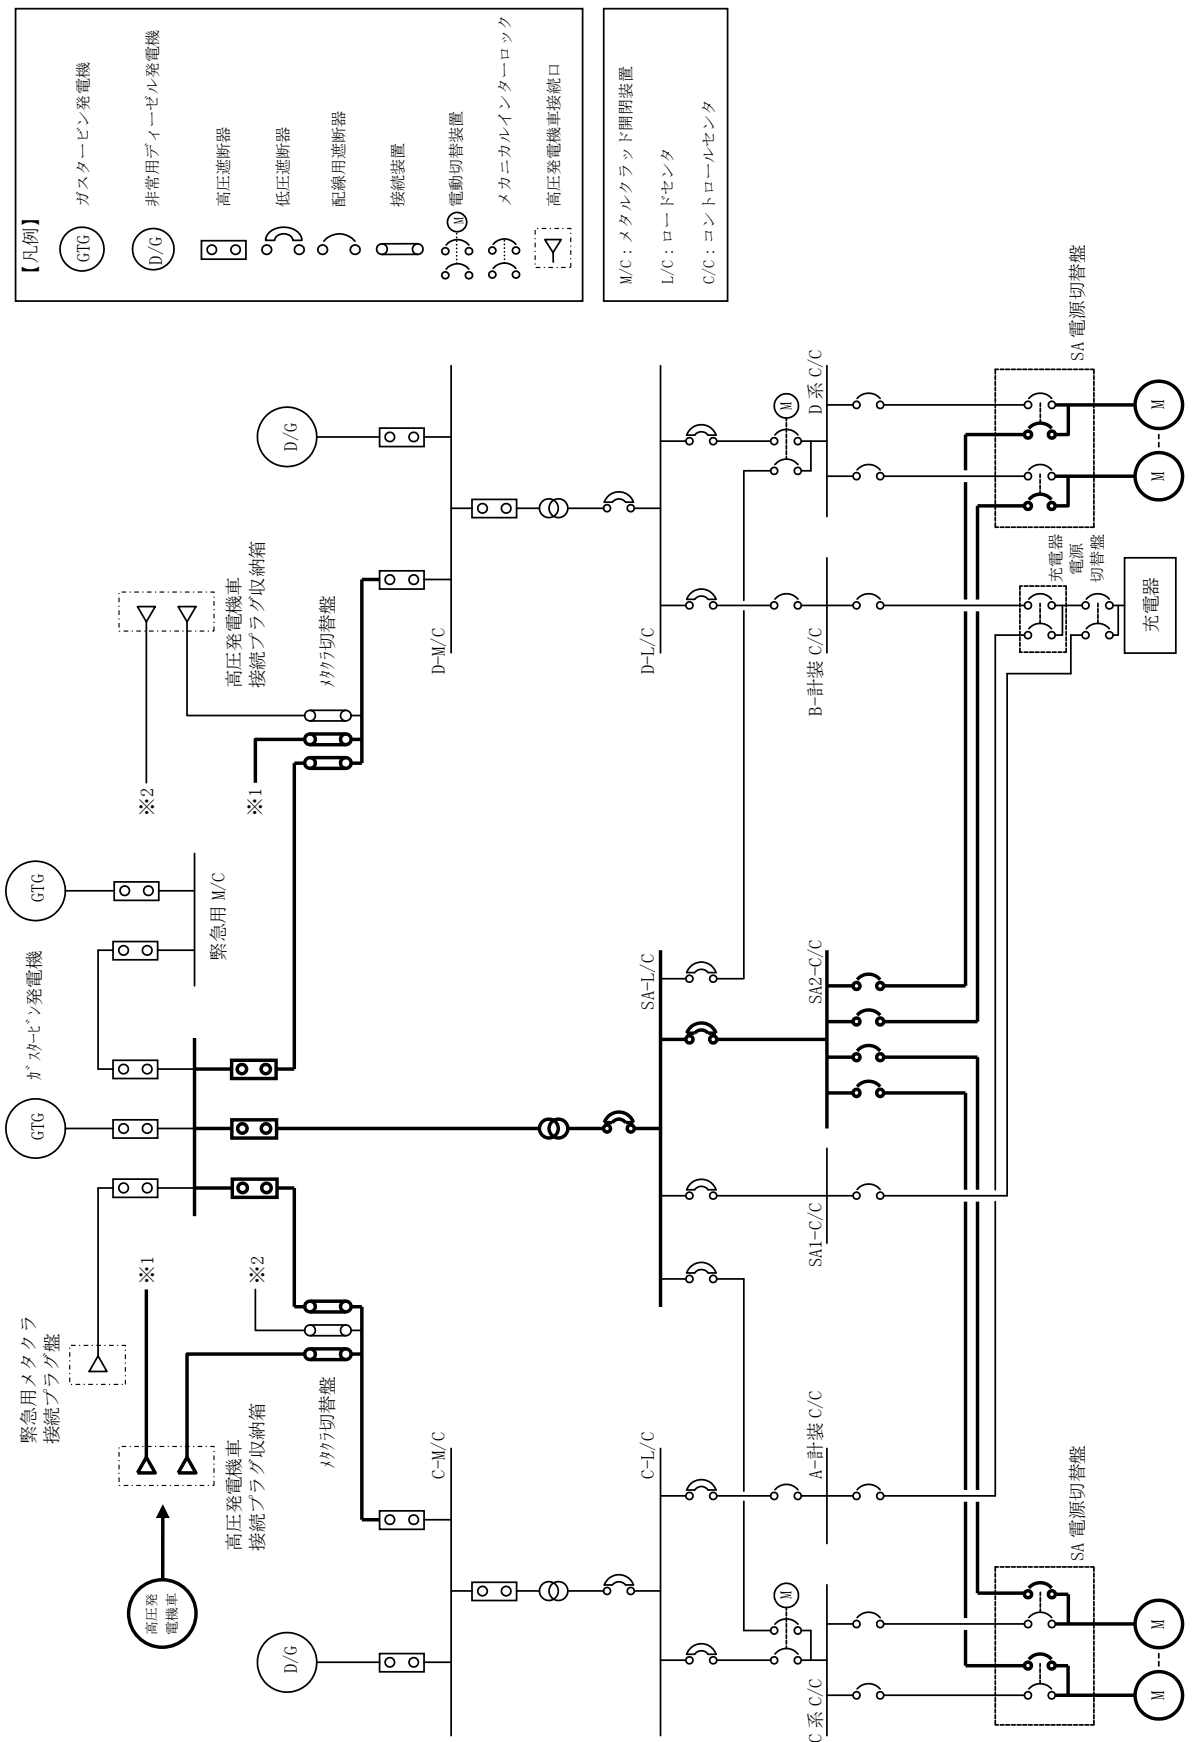 【凡例】
GTG
ガスタービン発電機
D/G
非常用ディーゼル発電機
高圧遮断器
低圧遮断器
配線用遮断器
接続装置
M
電動切替装置
メカニカルインターロック
高圧発電機車接続口
M/C：メタルクラッド開閉装置
L/C：ロードセンタ
C/C：コントロールセンタ
緊急用メタクラ
接続プラグ盤
ｶﾞｽﾀｰﾋﾞﾝ発電機
GTG
GTG
緊急用 M/C
高圧発
電機車
※1
※2
高圧発電機車
接続プラグ収納箱
※2
※1
高圧発電機車
接続プラグ収納箱
ﾒﾀｸﾗ切替盤
ﾒﾀｸﾗ切替盤
D/G
D/G
C-M/C
D-M/C
C-L/C
SA-L/C
D-L/C
M
M
C 系 C/C
A-計装 C/C
SA1-C/C
SA2-C/C
B-計装 C/C
D 系 C/C
充電器
電源
切替盤
充電器
SA 電源切替盤
SA 電源切替盤
M
M
M
M